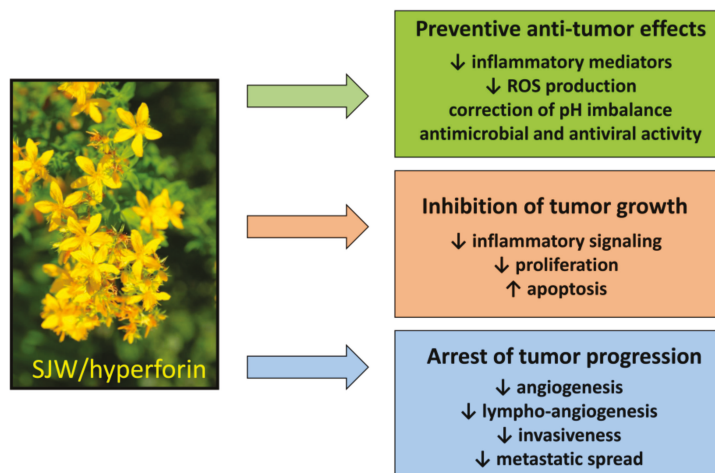 SJW/hyperforin
Preventive anti-tumor effects
↓ inflammatory mediators
↓ ROS production
correction of pH imbalance
antimicrobial and antiviral activity
Inhibition of tumor growth
↓ inflammatory signaling
↓ proliferation
↑ apoptosis
Arrest of tumor progression
↓ angiogenesis
↓ lympho-angiogenesis
↓ invasiveness
↓ metastatic spread